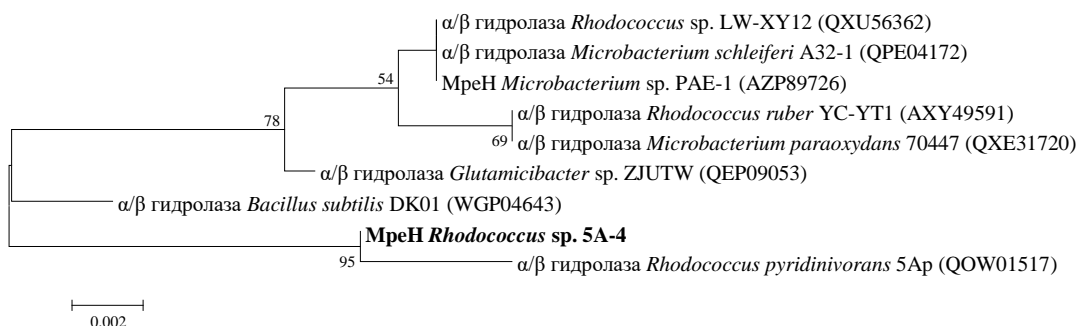 α/β гидролаза Rhodococcus sp. LW-XY12 (QXU56362)
α/β гидролаза Microbacterium schleiferi A32-1 (QPE04172)
54
MpeH Microbacterium sp. PAE-1 (AZP89726)
α/β гидролаза Rhodococcus ruber YC-YT1 (AXY49591)
78
69
α/β гидролаза Microbacterium paraoxydans 70447 (QXE31720)
α/β гидролаза Glutamicibacter sp. ZJUTW (QEP09053)
α/β гидролаза Bacillus subtilis DK01 (WGP04643)
MpeH Rhodococcus sp. 5A-4
95
α/β гидролаза Rhodococcus pyridinivorans 5Ap (QOW01517)
0.002